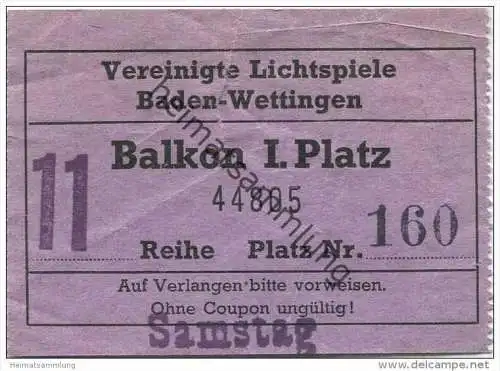 Vereinigte Lichtspiele
Baden-Wettingen
Balkon I. Platz
44805
11 Reihe Platz Nr. 160
Auf Verlangen bitte vorweisen.
Ohne Coupon ungültig!
Samstag
heimatsammlung
Heimatsammlung
delcampe.net